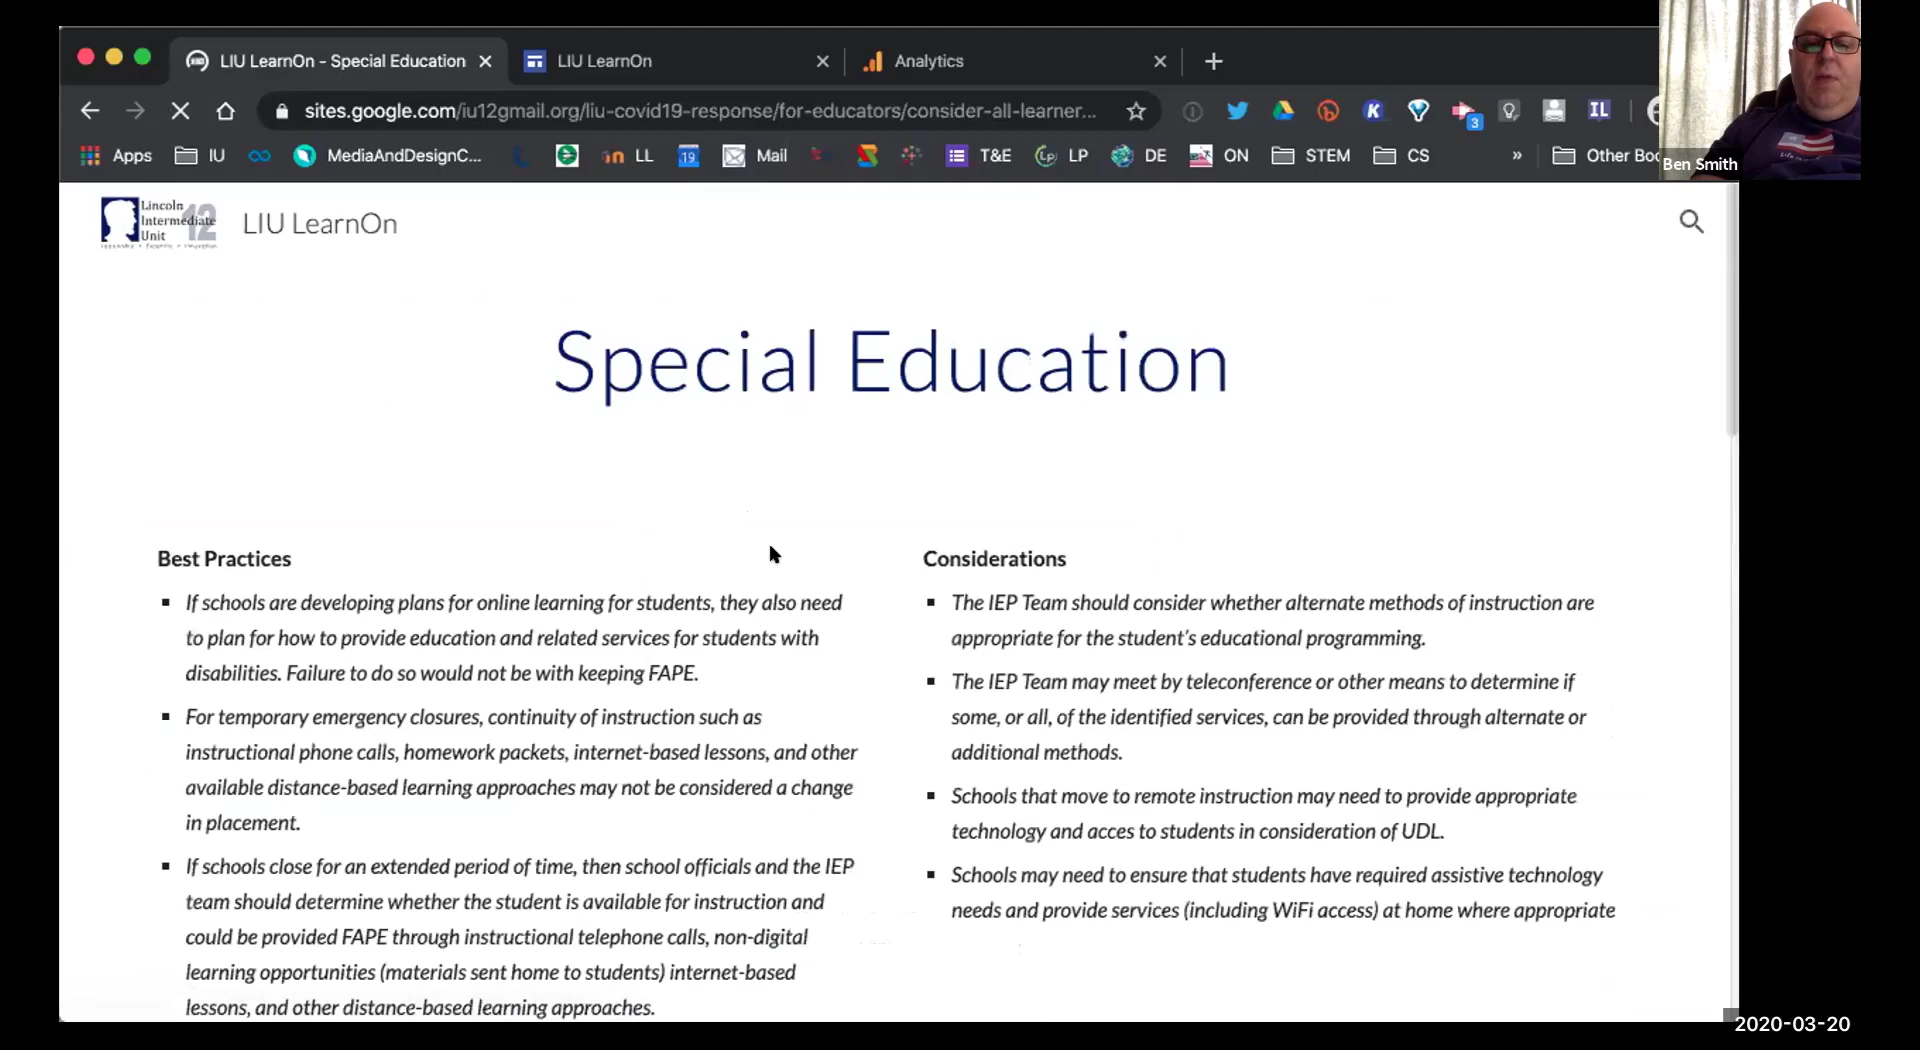 LIU LearnOn - Special Education
LIU LearnOn
Analytics
sites.google.com/iu12gmail.org/liu-covid19-response/for-educators/consider-all-learner...
3
IL
Apps
IU
MediaAndDesignC...
LL
19
Mail
T&E
LP
DE
ON
STEM
CS
»
Other Boo
Ben Smith
Lincoln
Intermediate
Unit
12
LIU LearnOn
Special Education
Best Practices
▪ If schools are developing plans for online learning for students, they also need
to plan for how to provide education and related services for students with
disabilities. Failure to do so would not be with keeping FAPE.
▪ For temporary emergency closures, continuity of instruction such as
instructional phone calls, homework packets, internet-based lessons, and other
available distance-based learning approaches may not be considered a change
in placement.
▪ If schools close for an extended period of time, then school officials and the IEP
team should determine whether the student is available for instruction and
could be provided FAPE through instructional telephone calls, non-digital
learning opportunities (materials sent home to students) internet-based
lessons, and other distance-based learning approaches.
Considerations
▪ The IEP Team should consider whether alternate methods of instruction are
appropriate for the student's educational programming.
▪ The IEP Team may meet by teleconference or other means to determine if
some, or all, of the identified services, can be provided through alternate or
additional methods.
▪ Schools that move to remote instruction may need to provide appropriate
technology and acces to students in consideration of UDL.
▪ Schools may need to ensure that students have required assistive technology
needs and provide services (including WiFi access) at home where appropriate
2020-03-20